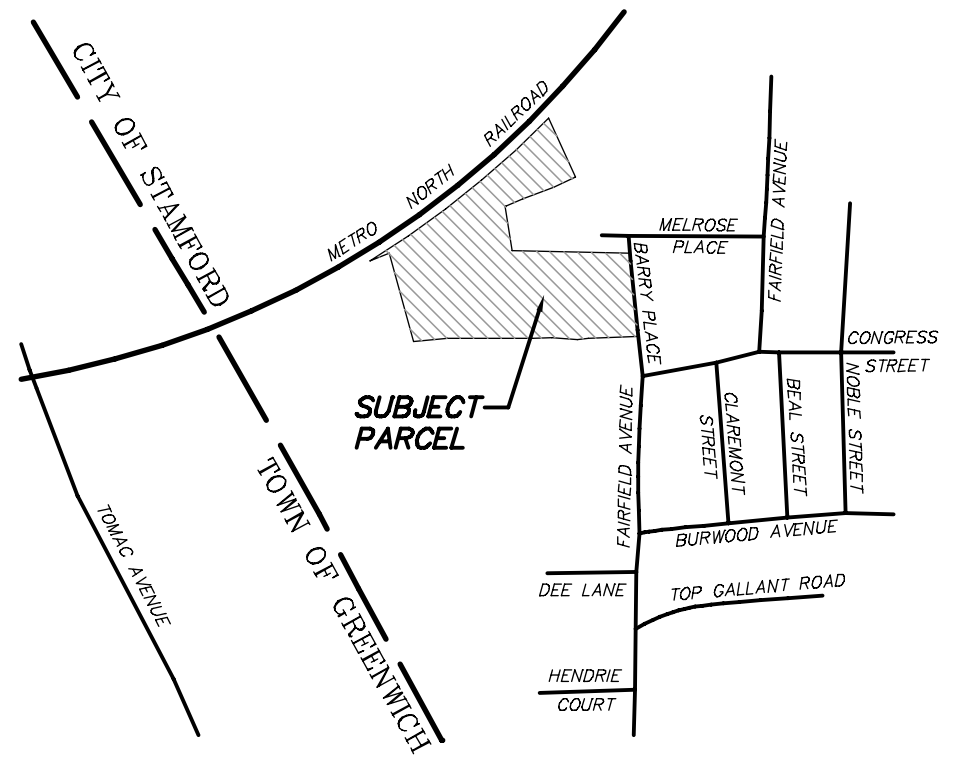 CITY OF STAMFORD
METRO NORTH RAILROAD
MELROSE
PLACE
FAIRFIELD AVENUE
BARRY PLACE
CONGRESS
STREET
SUBJECT
PARCEL
FAIRFIELD AVENUE
CLAREMONT
STREET
BEAL STREET
NOBLE STREET
TOWN OF GREENWICH
TOMAC AVENUE
BURWOOD AVENUE
DEE LANE
TOP GALLANT ROAD
HENDRIE
COURT